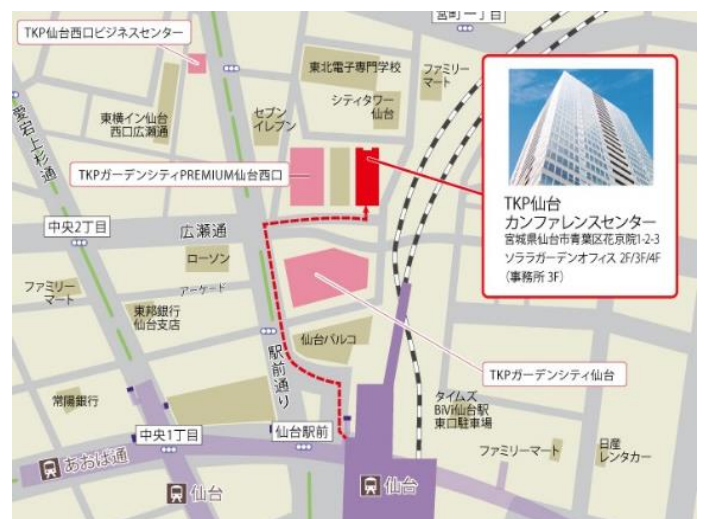 宮町一丁目
TKP仙台西口ビジネスセンター
東北電子専門学校
ファミリー
マート
シティタワー
仙台
東横イン仙台
西口広瀬通
セブン
イレブン
愛宕上杉通
TKPガーデンシティPREMIUM仙台西口
TKP仙台
カンファレンスセンター
宮城県仙台市青葉区花京院1-2-3
ソララガーデンオフィス 2F/3F/4F
(事務所 3F)
中央2丁目
広瀬通
ローソン
ファミリー
マート
アーケード
東邦銀行
仙台支店
仙台パルコ
駅前通り
TKPガーデンシティ仙台
常陽銀行
タイムズ
BiVi仙台駅
東口駐車場
中央1丁目
仙台駅前
ファミリーマート
日産
レンタカー
あおば通
仙台
仙台